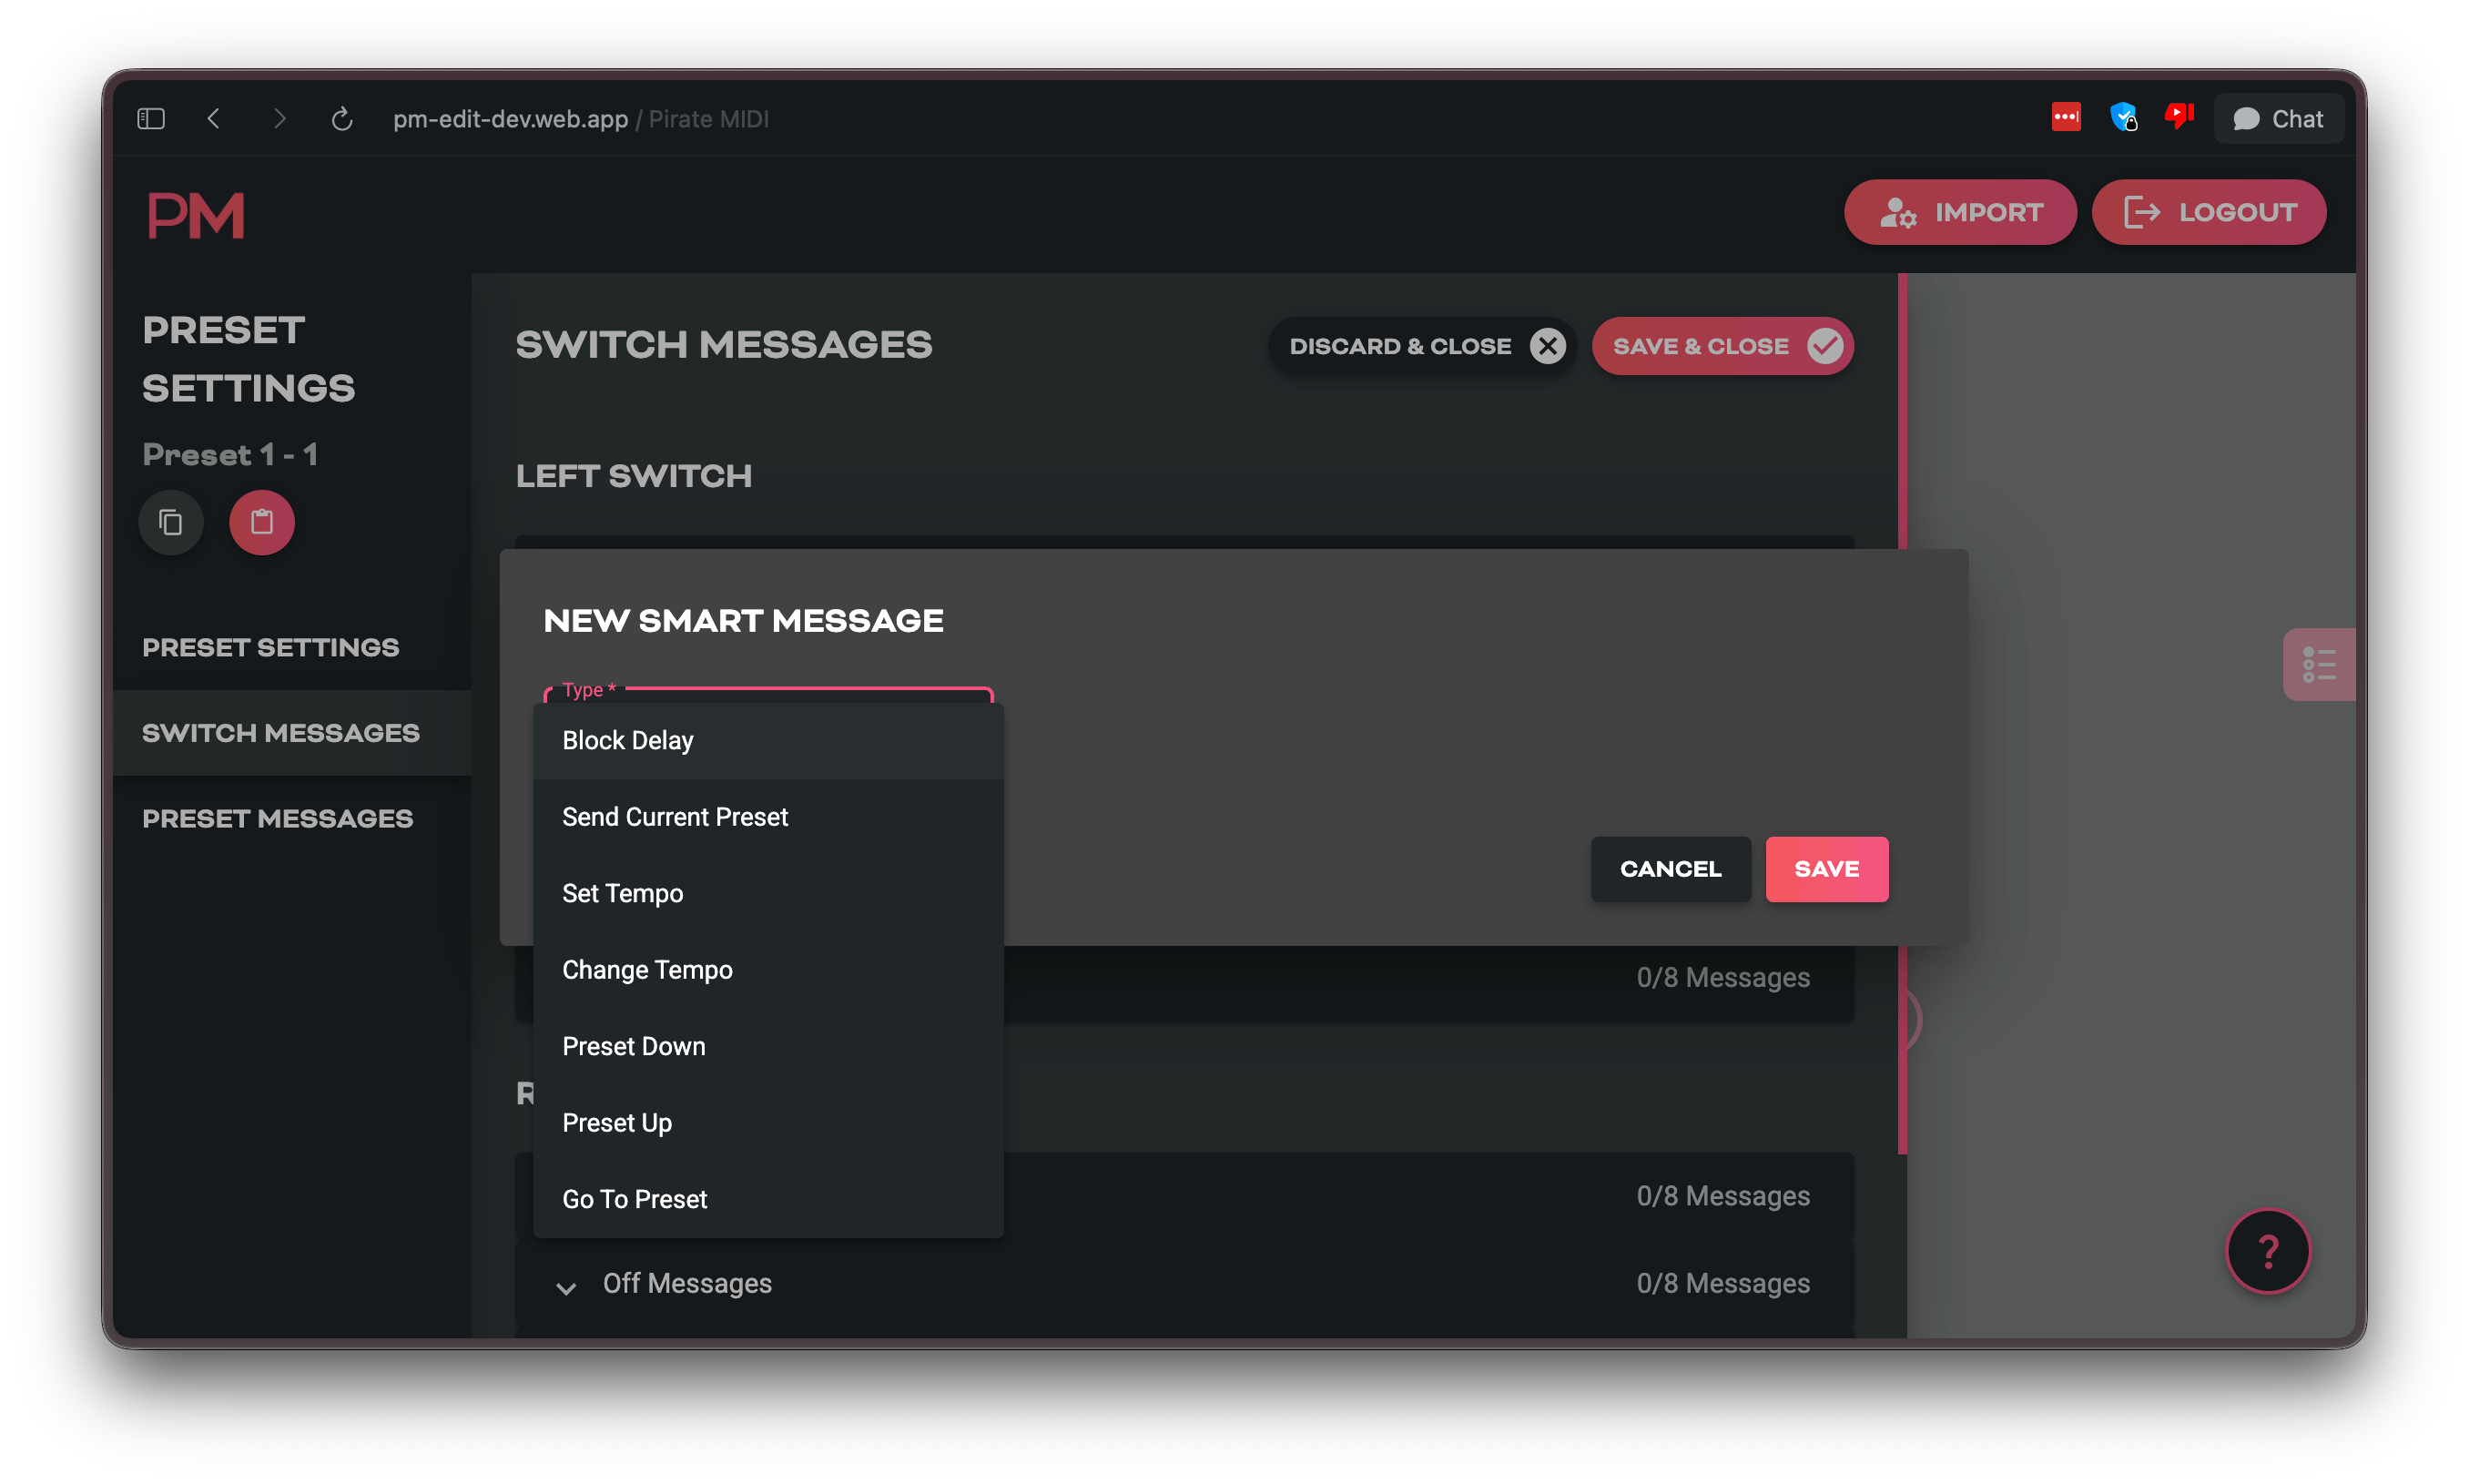 pm-edit-dev.web.app / Pirate MIDI
Chat
PM
IMPORT
LOGOUT
PRESET
SETTINGS
Preset 1 - 1
PRESET SETTINGS
SWITCH MESSAGES
PRESET MESSAGES
SWITCH MESSAGES
DISCARD & CLOSE
SAVE & CLOSE
LEFT SWITCH
NEW SMART MESSAGE
Type *
Block Delay
Send Current Preset
Set Tempo
Change Tempo
Preset Down
Preset Up
Go To Preset
CANCEL
SAVE
0/8 Messages
R
0/8 Messages
Off Messages
0/8 Messages
?